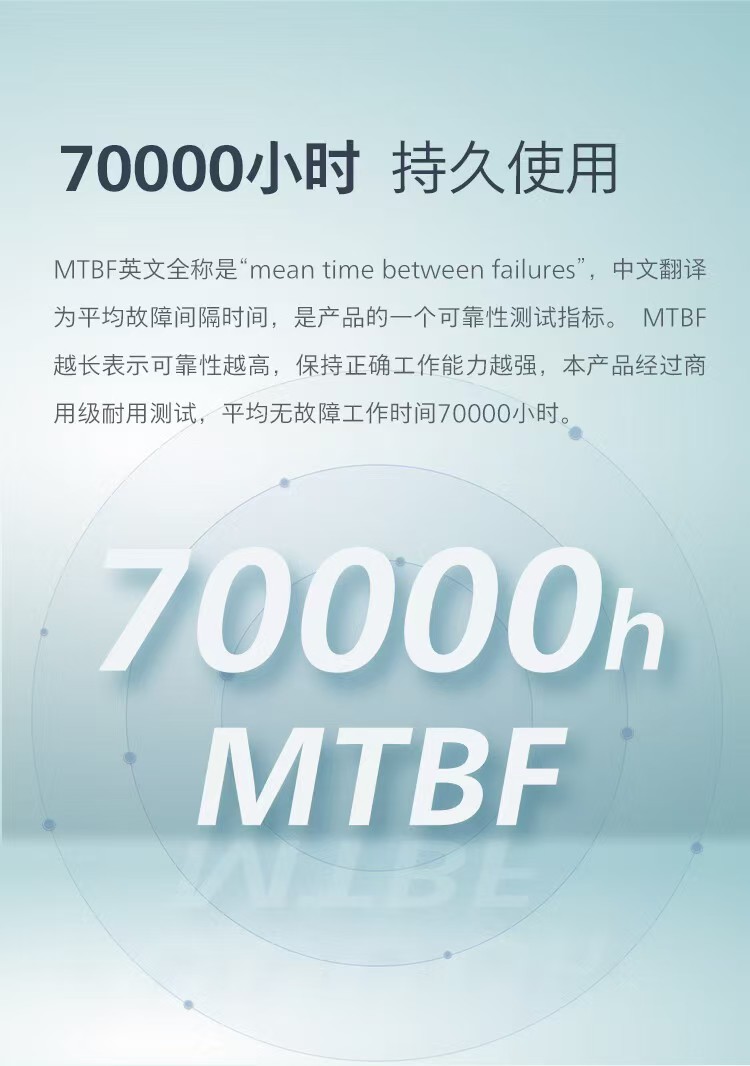 70000小时 持久使用
MTBF英文全称是“mean time between failures”，中文翻译
为平均故障间隔时间，是产品的一个可靠性测试指标。 MTBF
越长表示可靠性越高，保持正确工作能力越强，本产品经过商
用级耐用测试，平均无故障工作时间70000小时。
70000h
MTBF